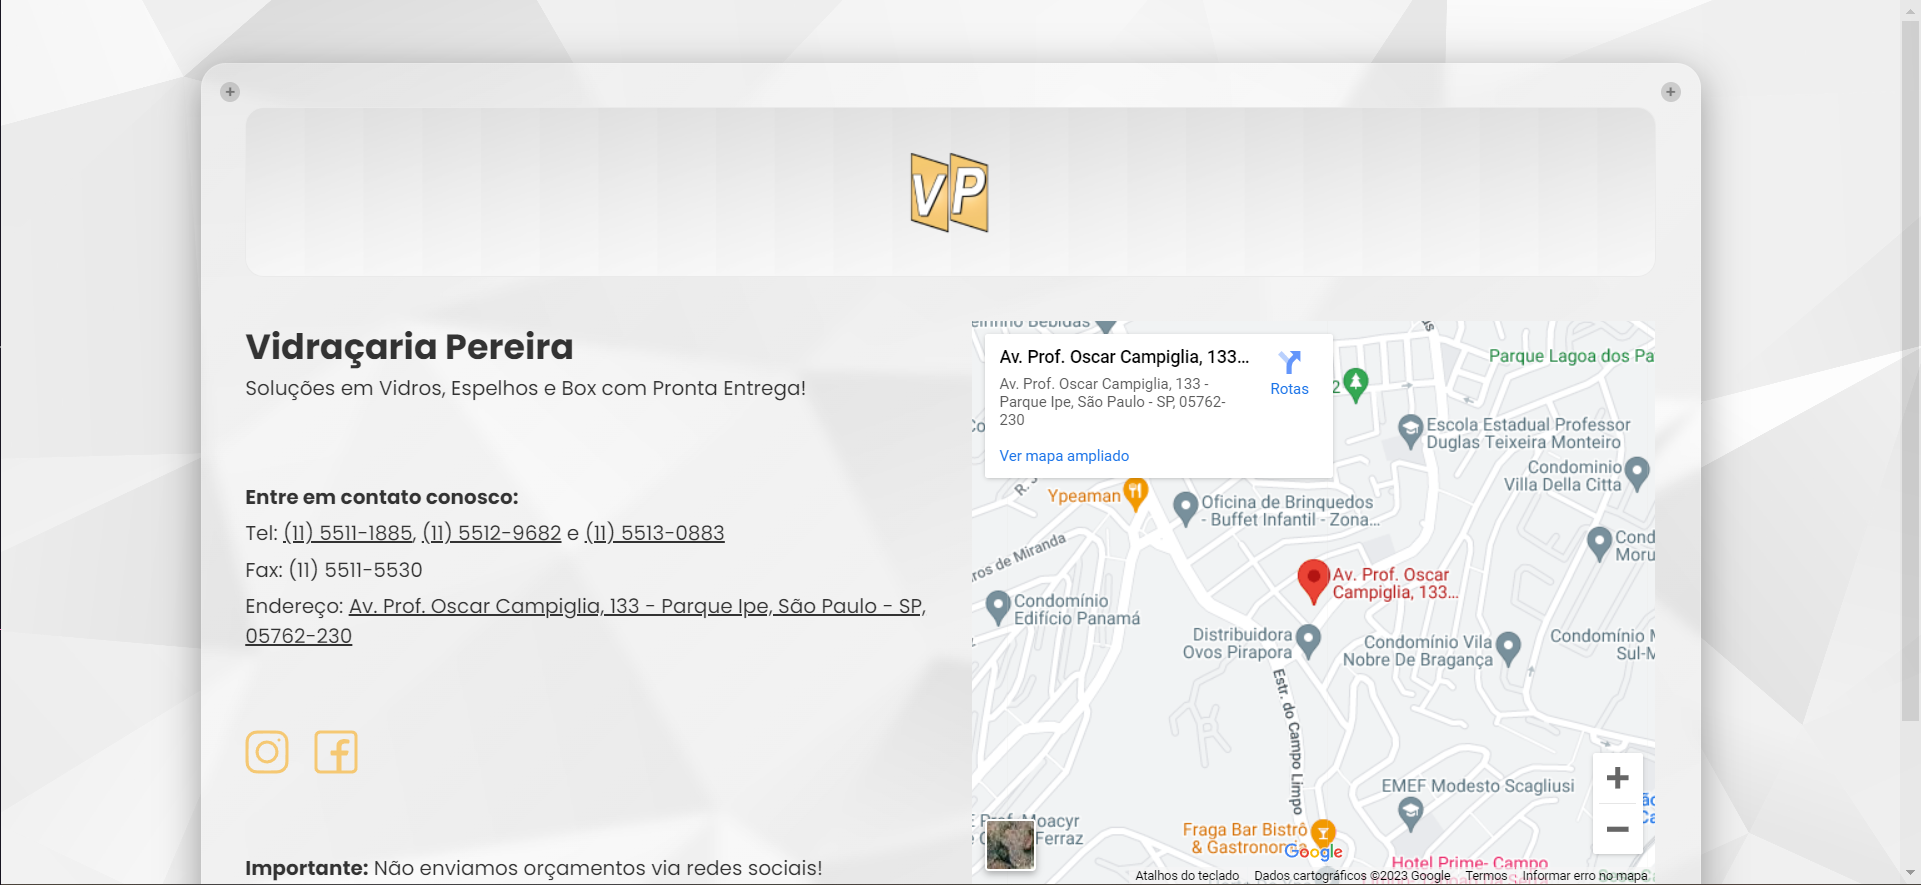 VP
Vidraçaria Pereira
Soluções em Vidros, Espelhos e Box com Pronta Entrega!
Entre em contato conosco:
Tel: (11) 5511-1885, (11) 5512-9682 e (11) 5513-0883
Fax: (11) 5511-5530
Endereço: Av. Prof. Oscar Campiglia, 133 - Parque Ipe, São Paulo - SP,
05762-230
Importante: Não enviamos orçamentos via redes sociais!
Av. Prof. Oscar Campiglia, 133...
Av. Prof. Oscar Campiglia, 133 -
Parque Ipe, São Paulo - SP, 05762-
230
Rotas
Ver mapa ampliado
Parque Lagoa dos Pa
2
Escola Estadual Professor
Duglas Teixeira Monteiro
Condominio
Villa Della Citta
Ypeaman
Oficina de Brinquedos
- Buffet Infantil - Zona...
Cond
Moru
ros de Miranda
Av. Prof. Oscar
Campiglia, 133...
Condomínio
Edifício Panamá
Distribuidora
Ovos Pirapora
Condomínio Vila
Nobre De Bragança
Condomínio
Sul-M
Estr. do Campo Limpo
EMEF Modesto Scagliusi
Moacyr
Ferraz
Fraga Bar Bistrô
& Gastronomia
Google
Hotel Prime- Campo
Atalhos do teclado
Dados cartográficos ©2023 Google
Termos
Informar erro no mapa